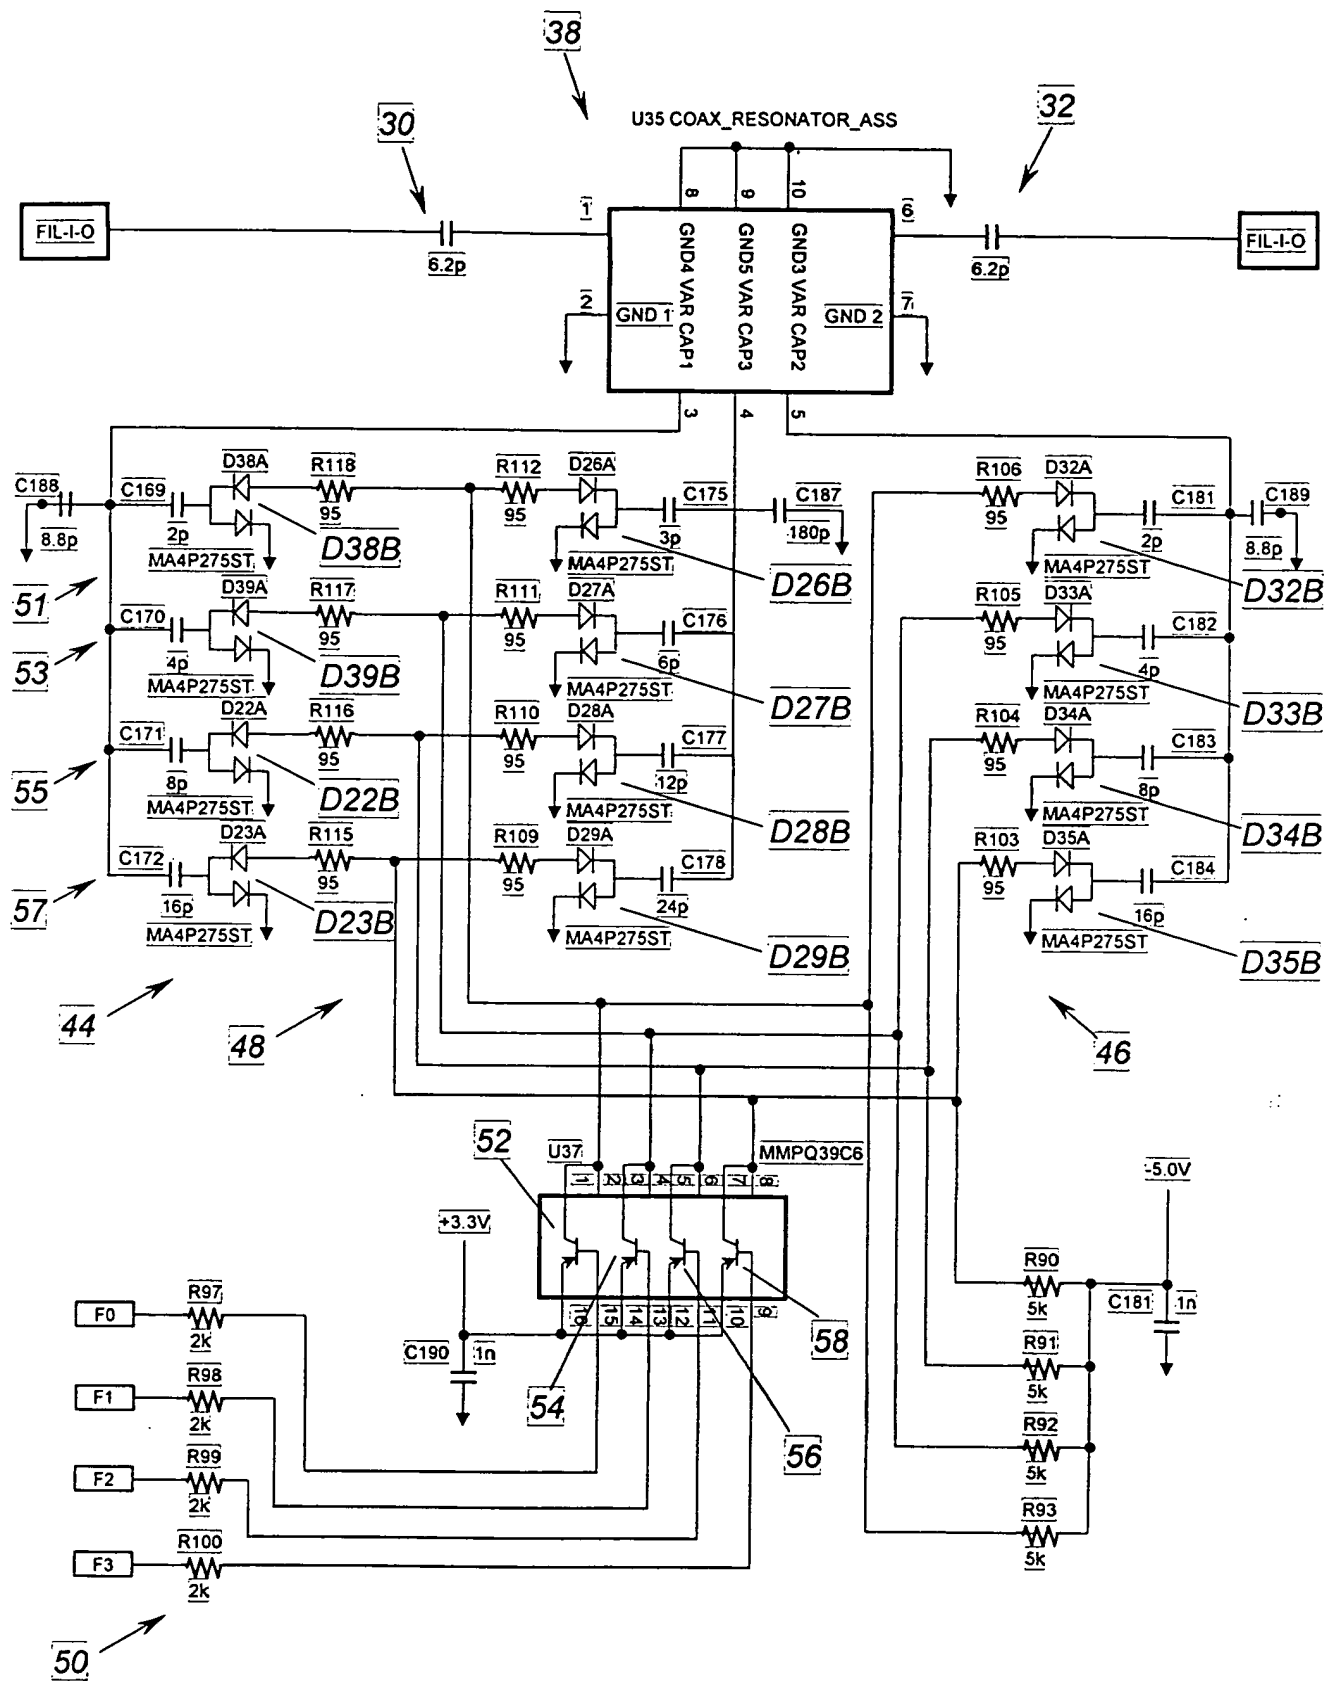 38
30
U35 COAX_RESONATOR_ASS
32
8 9 10
FIL-I-O
6.2p
1
GND4 VAR CAP1
GND5 VAR CAP3
GND3 VAR CAP2
6
6.2p
FIL-I-O
2
GND 1
GND 2
7
3 4 5
C188
8.8p
C169
2p
D38A
MA4P275ST
D38B
R118
95
R112
95
D26A
MA4P275ST
C175
3p
C187
180p
D26B
R106
95
D32A
MA4P275ST
C181
2p
C189
8.8p
D32B
51
53
C170
4p
D39A
MA4P275ST
D39B
R117
95
R111
95
D27A
MA4P275ST
C176
6p
D27B
R105
95
D33A
MA4P275ST
C182
4p
D33B
55
C171
8p
D22A
MA4P275ST
D22B
R116
95
R110
95
D28A
MA4P275ST
C177
12p
D28B
R104
95
D34A
MA4P275ST
C183
8p
D34B
57
C172
16p
D23A
MA4P275ST
D23B
R115
95
R109
95
D29A
MA4P275ST
C178
24p
D29B
R103
95
D35A
MA4P275ST
C184
16p
D35B
44
48
46
52
U37
MMPQ39C6
1 2 3 4 5 6 7 8
+3.3V
-5.0V
16 15 14 13 12 11 10 9
C190
1n
54
56
58
R90
5k
C181
1n
R91
5k
R92
5k
R93
5k
F0
R97
2k
F1
R98
2k
F2
R99
2k
F3
R100
2k
50